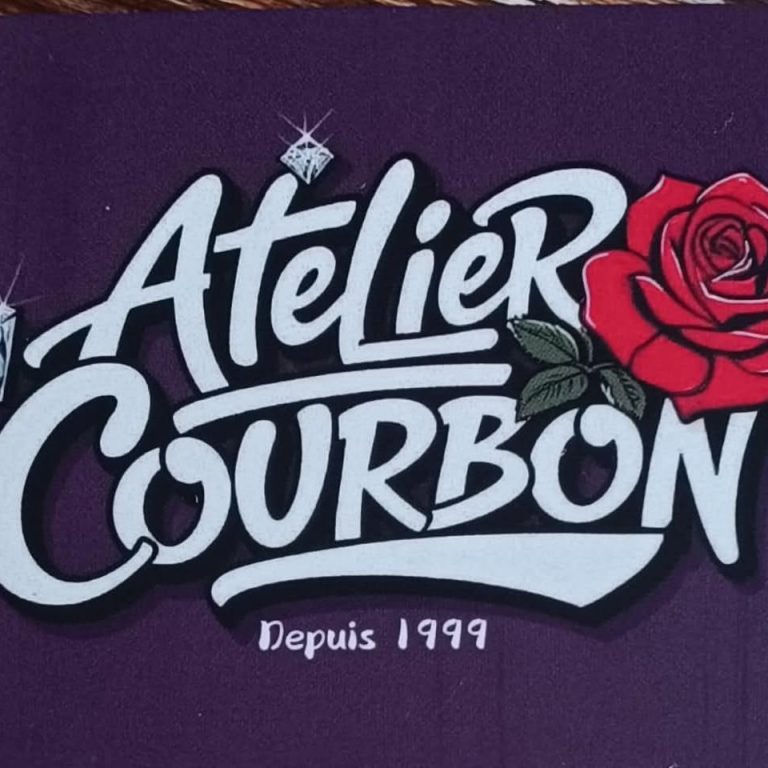 Atelier
Courbon
Depuis 1999